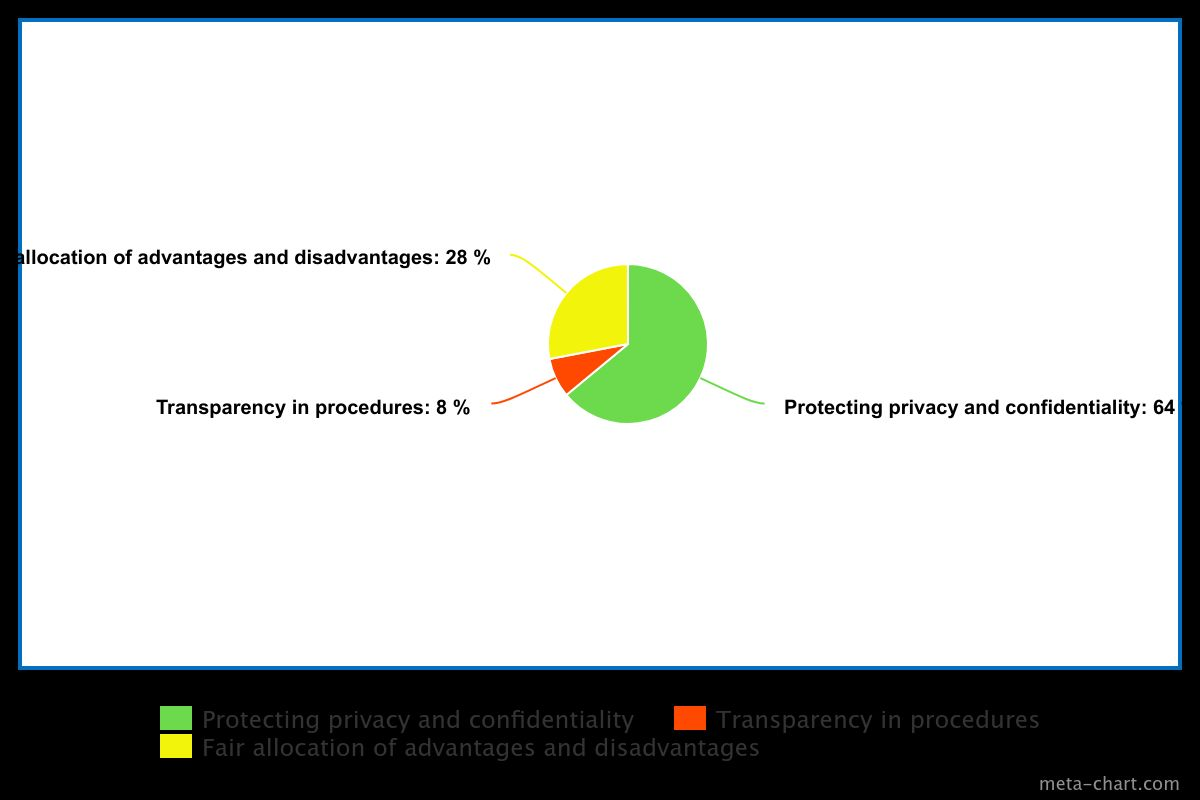 allocation of advantages and disadvantages: 28 %
Transparency in procedures: 8 %
Protecting privacy and confidentiality: 64
Protecting privacy and confidentiality
Transparency in procedures
Fair allocation of advantages and disadvantages
meta-chart.com